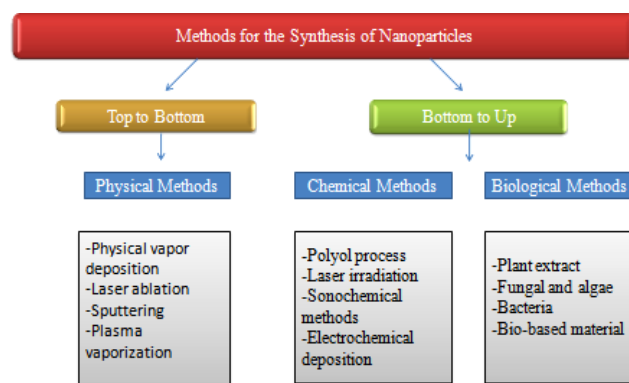 Methods for the Synthesis of Nanoparticles
Top to Bottom
Bottom to Up
Physical Methods
Chemical Methods
Biological Methods
-Physical vapor
deposition
-Laser ablation
-Sputtering
-Plasma
vaporization
-Polyol process
-Laser irradiation
-Sonochemical
methods
-Electrochemical
deposition
-Plant extract
-Fungal and algae
-Bacteria
-Bio-based material